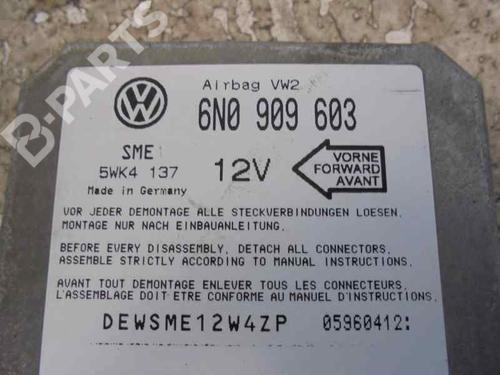 B-PARTS
Airbag VW2
6N0 909 603
SME
5WK4 137
12V
VORNE
FORWARD
AVANT
Made in Germany
VOR JEDER DEMONTAGE ALLE STECKVERBINDUNGEN LOESEN.
MONTAGE NUR NACH EINBAUANLEITUNG.
BEFORE EVERY DISASSEMBLY, DETACH ALL CONNECTORS,
ASSEMBLE STRICTLY ACCORDING TO MANUAL INSTRUCTIONS.
AVANT TOUT DEMONTAGE ENLEVER TOUS LES CONNECTEURS.
L'ASSEMBLAGE DOIT ETRE CONFORME AU MANUEL D'INSTRUCTIONS.
DEWSME12W4ZP 05960412: